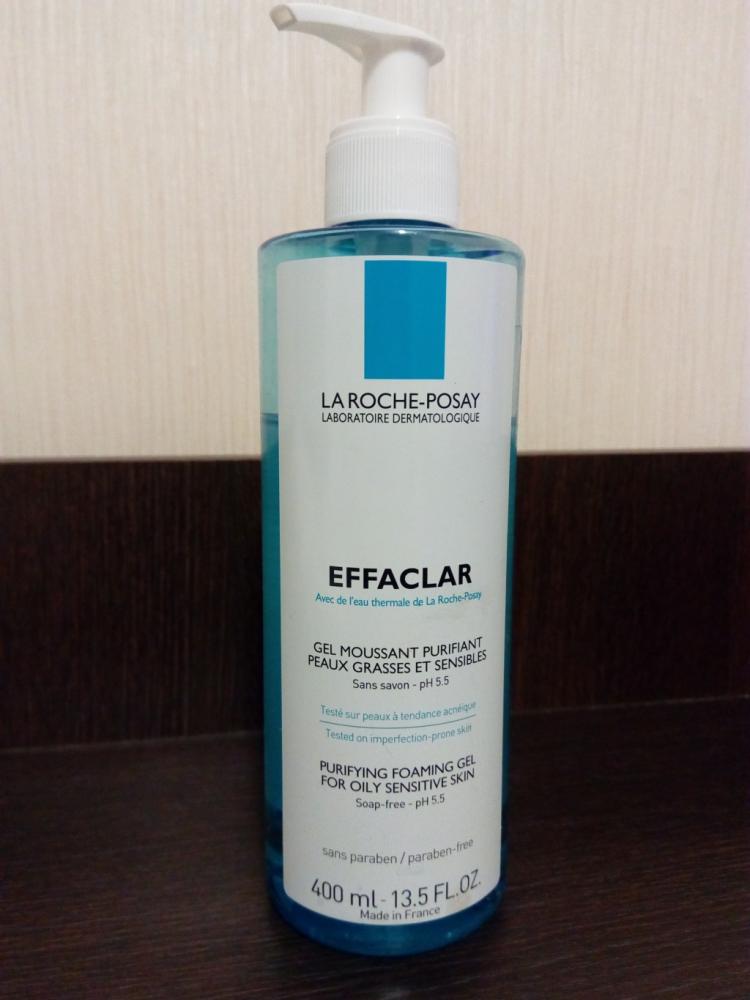 LA ROCHE-POSAY
LABORATOIRE DERMATOLOGIQUE
EFFACLAR
Avec de l'eau thermale de La Roche-Posay
GEL MOUSSANT PURIFIANT
PEAUX GRASSES ET SENSIBLES
Sans savon - pH 5.5
Testé sur peaux à tendance acnéique
Tested on imperfection-prone skin
PURIFYING FOAMING GEL
FOR OILY SENSITIVE SKIN
Soap-free - pH 5.5
sans paraben / paraben-free
400 ml - 13.5 FL.OZ.
Made in France